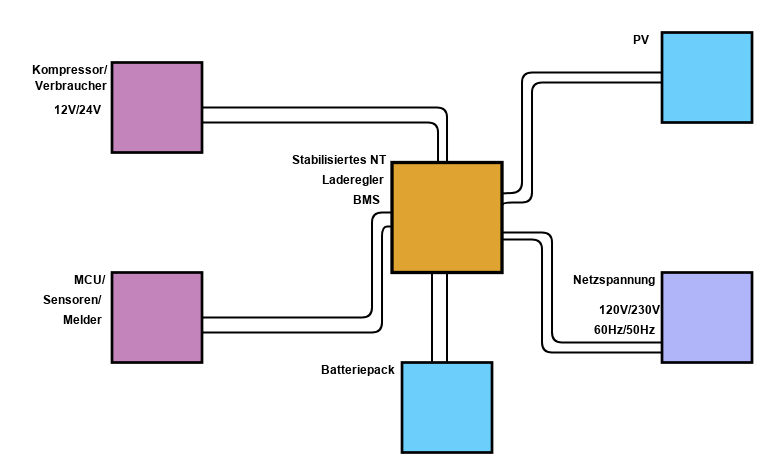 Kompressor/
Verbraucher
12V/24V
PV
Stabilisiertes NT
Laderegler
BMS
MCU/
Sensoren/
Melder
Netzspannung
120V/230V
60Hz/50Hz
Batteriepack